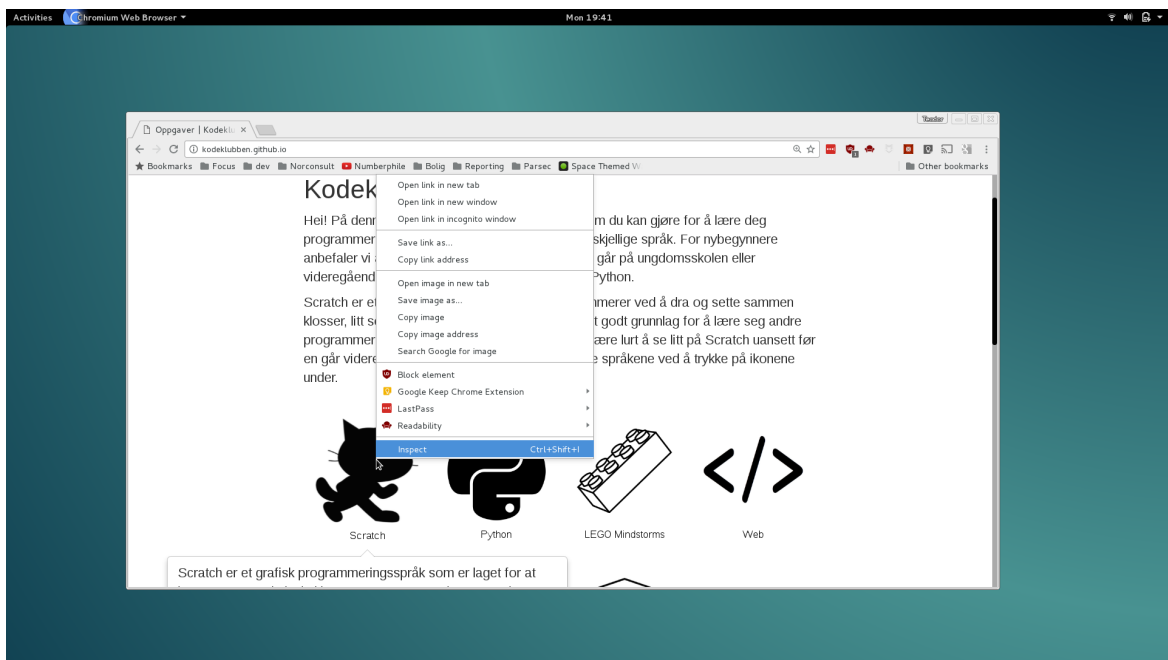 Activities Chromium Web Browser Mon 19:41
Oppgaver | Kodeklu
kodeklubben.github.io
Bookmarks Focus dev Norconsult Numberphile Bolig Reporting Parsec Space Themed W Other bookmarks
Kodek
Hei! På denn m du kan gjøre for å lære deg
programmer skjellige språk. For nybegynnere
anbefaler vi går på ungdomsskolen eller
videregåend Python.
Scratch er et mmerer ved å dra og sette sammen
klosser, litt s t godt grunnlag for å lære seg andre
programmer ære lurt å se litt på Scratch uansett før
en går videre e språkene ved å trykke på ikonene
under.
Open link in new tab
Open link in new window
Open link in incognito window
Save link as...
Copy link address
Open image in new tab
Save image as...
Copy image
Copy image address
Search Google for image
Block element
Google Keep Chrome Extension
LastPass
Readability
Inspect Ctrl+Shift+I
Scratch Python LEGO Mindstorms Web
Scratch er et grafisk programmeringsspråk som er laget for at